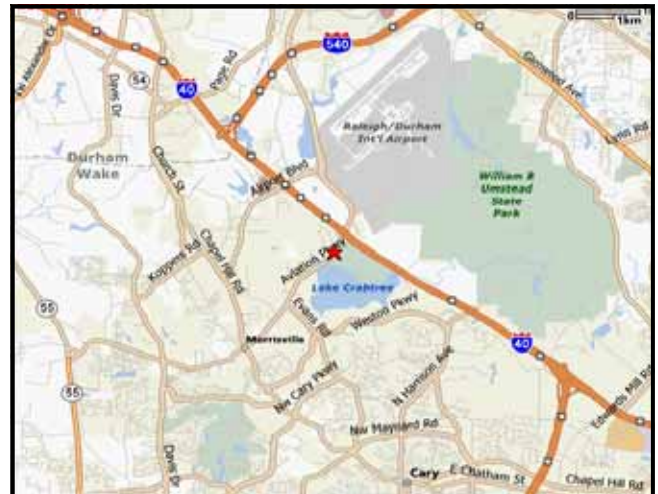 1km
540
54
Page Rd
Davis Dr
40
Glenwood Ave
Lynn Rd
Raleigh/Durham
Int'l Airport
Durham
Wake
Church St
Airport Blvd
William B
Umstead
State
Park
Koppers Rd
Chapel Hill Rd
Aviation Pkwy
Lake Crabtree
55
Evans Rd
Weston Pkwy
Morrisville
40
55
Nw Cary Pkwy
N Harrison Ave
Edwards Mill Rd
Nw Maynard Rd
Davis Dr
Cary
E Chatham St
Chapel Hill Rd